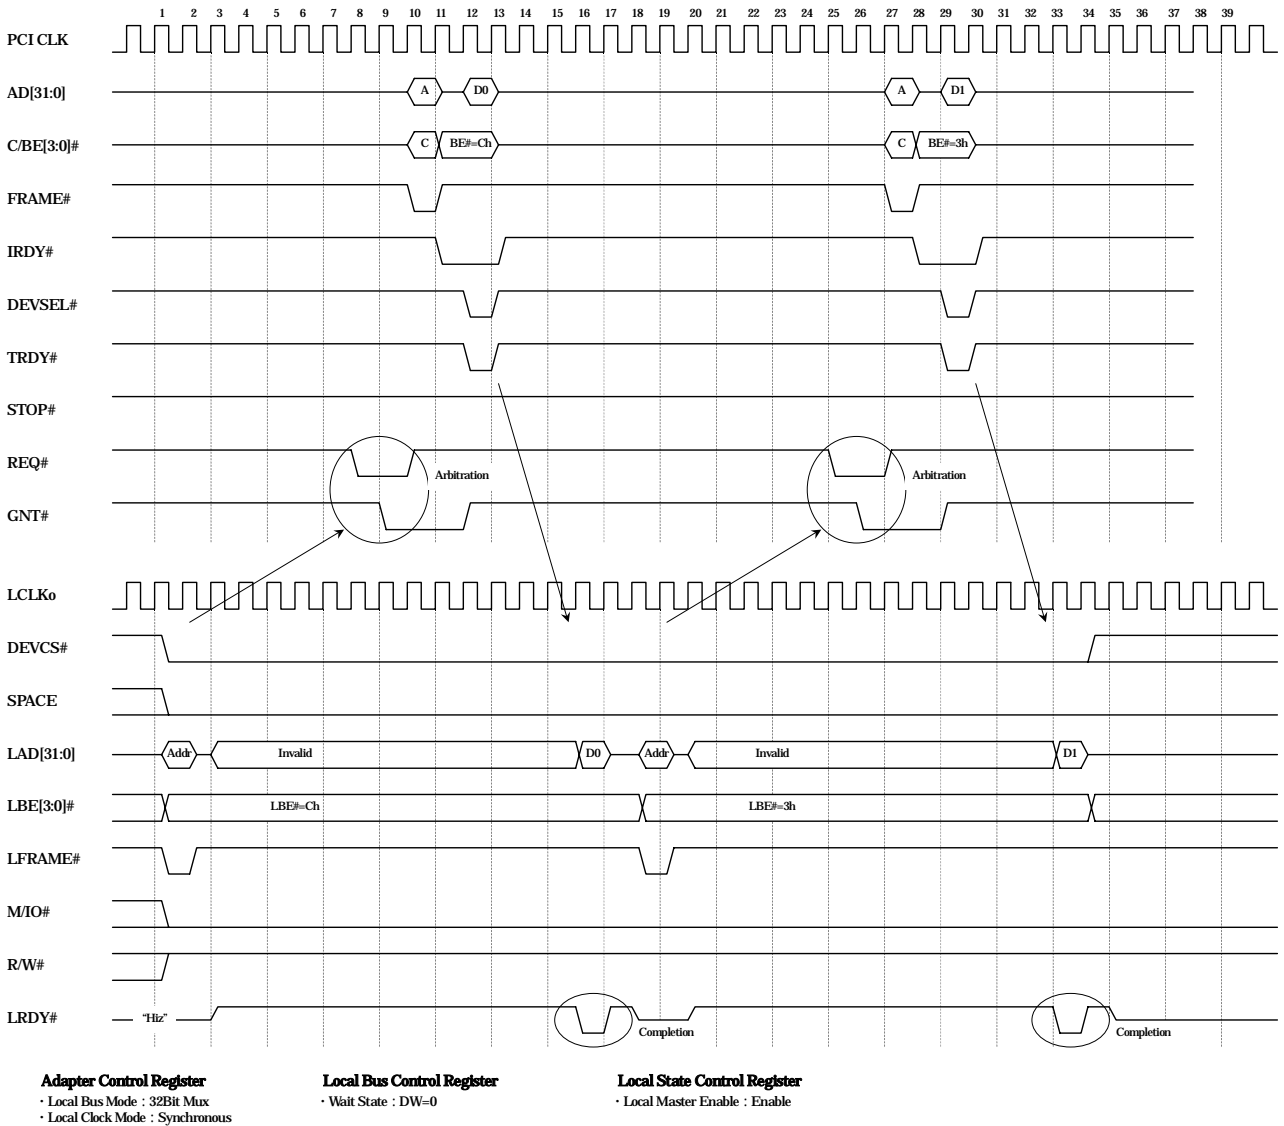 1 2 3 4 5 6 7 8 9 10 11 12 13 14 15 16 17 18 19 20 21 22 23 24 25 26 27 28 29 30 31 32 33 34 35 36 37 38 39
PCI CLK
AD[31:0] A D0 A D1
C/BE[3:0]# C BE#=Ch C BE#=3h
FRAME#
IRDY#
DEVSEL#
TRDY#
STOP#
REQ#
Arbitration Arbitration
GNT#
LCLKo
DEVCS#
SPACE
LAD[31:0] Addr Invalid D0 Addr Invalid D1
LBE[3:0]# LBE#=Ch LBE#=3h
LFRAME#
M/IO#
R/W#
LRDY# "Hiz"
Completion Completion
Adapter Control Register
・Local Bus Mode : 32Bit Mux
・Local Clock Mode : Synchronous
Local Bus Control Register
・Wait State : DW=0
Local State Control Register
・Local Master Enable : Enable